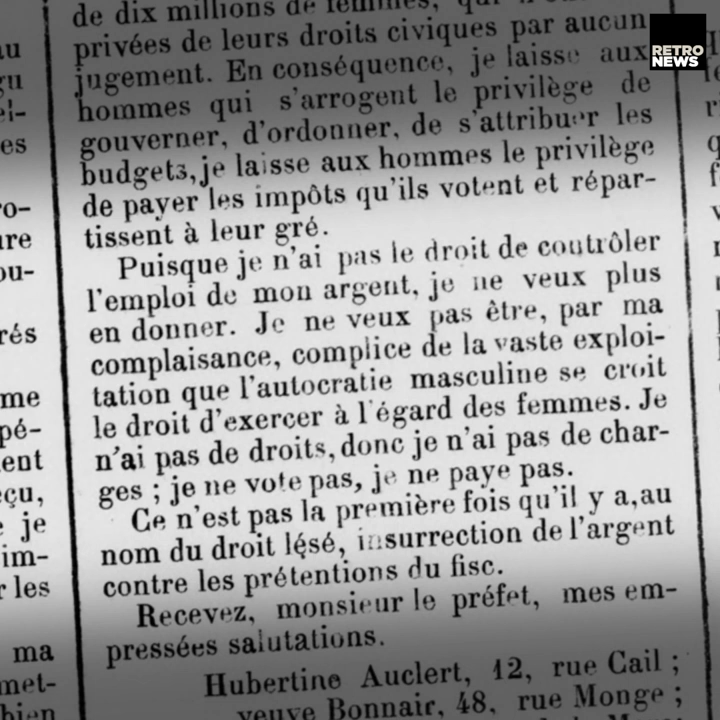 de dix millions de femmes, qui
privées de leurs droits civiques par aucun
jugement. En conséquence, je laisse aux
hommes qui s'arrogent le privilège de
gouverner, d'ordonner, de s'attribuer les
budgets, je laisse aux hommes le privilège
de payer les impôts qu'ils votent et répar-
tissent à leur gré.
Puisque je n'ai pas le droit de contrôler
l'emploi de mon argent, je ne veux plus
en donner. Je ne veux pas être, par ma
complaisance, complice de la vaste exploi-
tation que l'autocratie masculine se croit
le droit d'exercer à l'égard des femmes. Je
n'ai pas de droits, donc je n'ai pas de char-
ges ; je ne vote pas, je ne paye pas.
Ce n'est pas la première fois qu'il y a, au
nom du droit lésé, insurrection de l'argent
contre les prétentions du fisc.
Recevez, monsieur le préfet, mes em-
pressées salutations.
Hubertine Auclert, 12, rue Cail ;
veuve Bonnair, 48, rue Monge ;
RETRO
NEWS